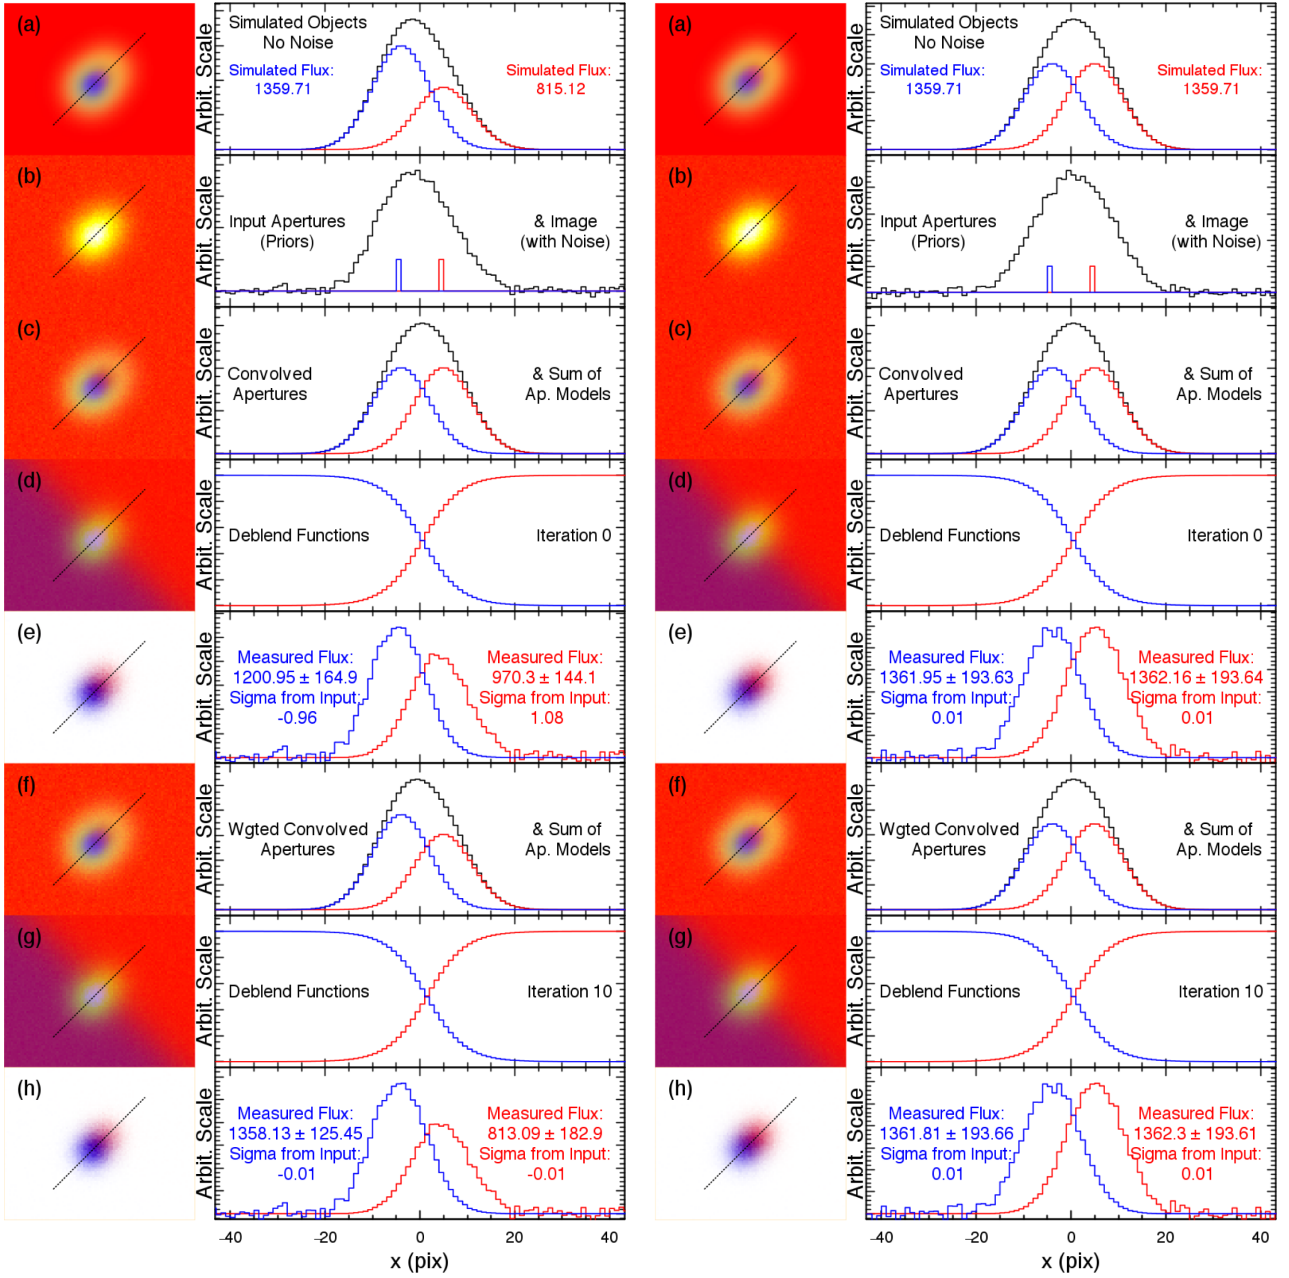 (a)
Arbit. Scale
Simulated Objects
No Noise
Simulated Flux:
1359.71
Simulated Flux:
815.12
(b)
Arbit. Scale
Input Apertures
(Priors)
& Image
(with Noise)
(c)
Arbit. Scale
Convolved
Apertures
& Sum of
Ap. Models
(d)
Arbit. Scale
Deblend Functions
Iteration 0
(e)
Arbit. Scale
Measured Flux:
1200.95 ± 164.9
Sigma from Input:
-0.96
Measured Flux:
970.3 ± 144.1
Sigma from Input:
1.08
(f)
Arbit. Scale
Wgted Convolved
Apertures
& Sum of
Ap. Models
(g)
Arbit. Scale
Deblend Functions
Iteration 10
(h)
Arbit. Scale
Measured Flux:
1358.13 ± 125.45
Sigma from Input:
-0.01
Measured Flux:
813.09 ± 182.9
Sigma from Input:
-0.01
−40 −20 0 20 40
x (pix)
(a)
Arbit. Scale
Simulated Objects
No Noise
Simulated Flux:
1359.71
Simulated Flux:
1359.71
(b)
Arbit. Scale
Input Apertures
(Priors)
& Image
(with Noise)
(c)
Arbit. Scale
Convolved
Apertures
& Sum of
Ap. Models
(d)
Arbit. Scale
Deblend Functions
Iteration 0
(e)
Arbit. Scale
Measured Flux:
1361.95 ± 193.63
Sigma from Input:
0.01
Measured Flux:
1362.16 ± 193.64
Sigma from Input:
0.01
(f)
Arbit. Scale
Wgted Convolved
Apertures
& Sum of
Ap. Models
(g)
Arbit. Scale
Deblend Functions
Iteration 10
(h)
Arbit. Scale
Measured Flux:
1361.81 ± 193.66
Sigma from Input:
0.01
Measured Flux:
1362.3 ± 193.61
Sigma from Input:
0.01
−40 −20 0 20 40
x (pix)